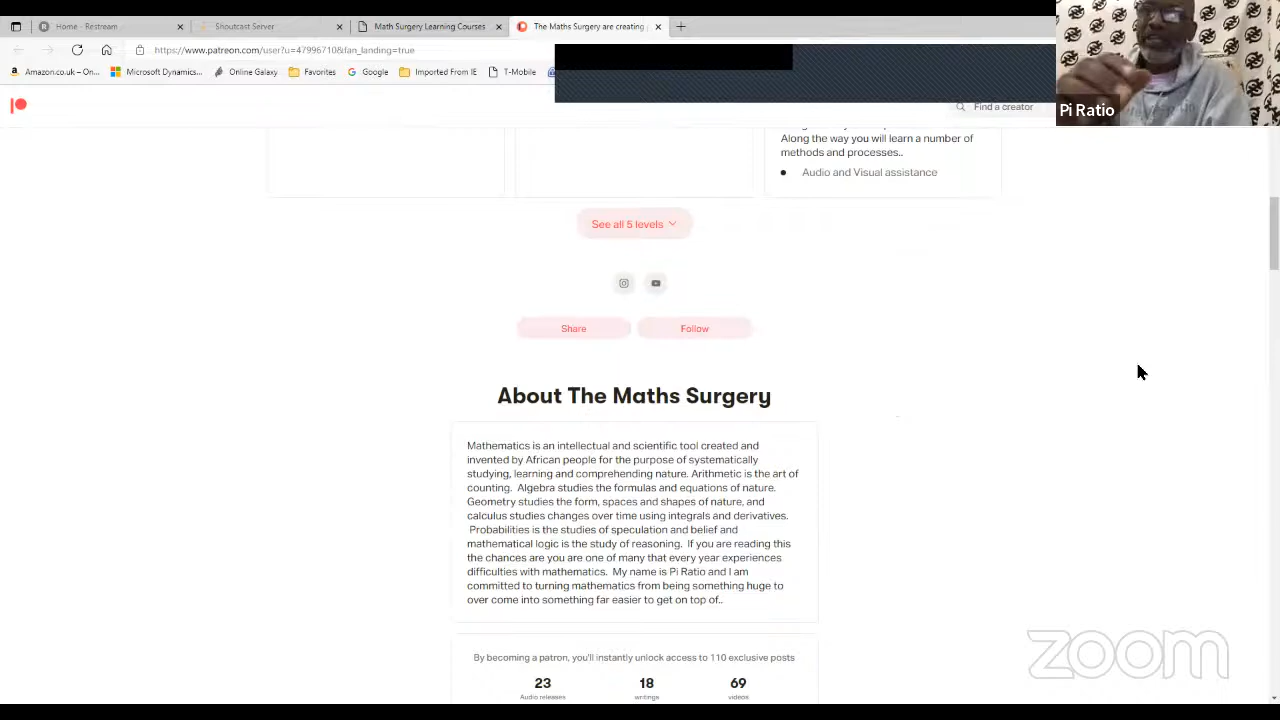 Home - Restream
Shoutcast Server
Math Surgery Learning Courses
The Maths Surgery are creating
https://www.patreon.com/user?u=47996710&fan_landing=true
Amazon.co.uk – On...
Microsoft Dynamics...
Online Galaxy
Favorites
Google
Imported From IE
T-Mobile
Find a creator
Pi Ratio
Along the way you will learn a number of
methods and processes..
Audio and Visual assistance
See all 5 levels
Share
Follow
About The Maths Surgery
Mathematics is an intellectual and scientific tool created and
invented by African people for the purpose of systematically
studying, learning and comprehending nature. Arithmetic is the art of
counting. Algebra studies the formulas and equations of nature.
Geometry studies the form, spaces and shapes of nature, and
calculus studies changes over time using integrals and derivatives.
Probabilities is the studies of speculation and belief and
mathematical logic is the study of reasoning. If you are reading this
the chances are you are one of many that every year experiences
difficulties with mathematics. My name is Pi Ratio and I am
committed to turning mathematics from being something huge to
over come into something far easier to get on top of..
By becoming a patron, you'll instantly unlock access to 110 exclusive posts
23
18
69
Audio releases
writings
videos
zoom